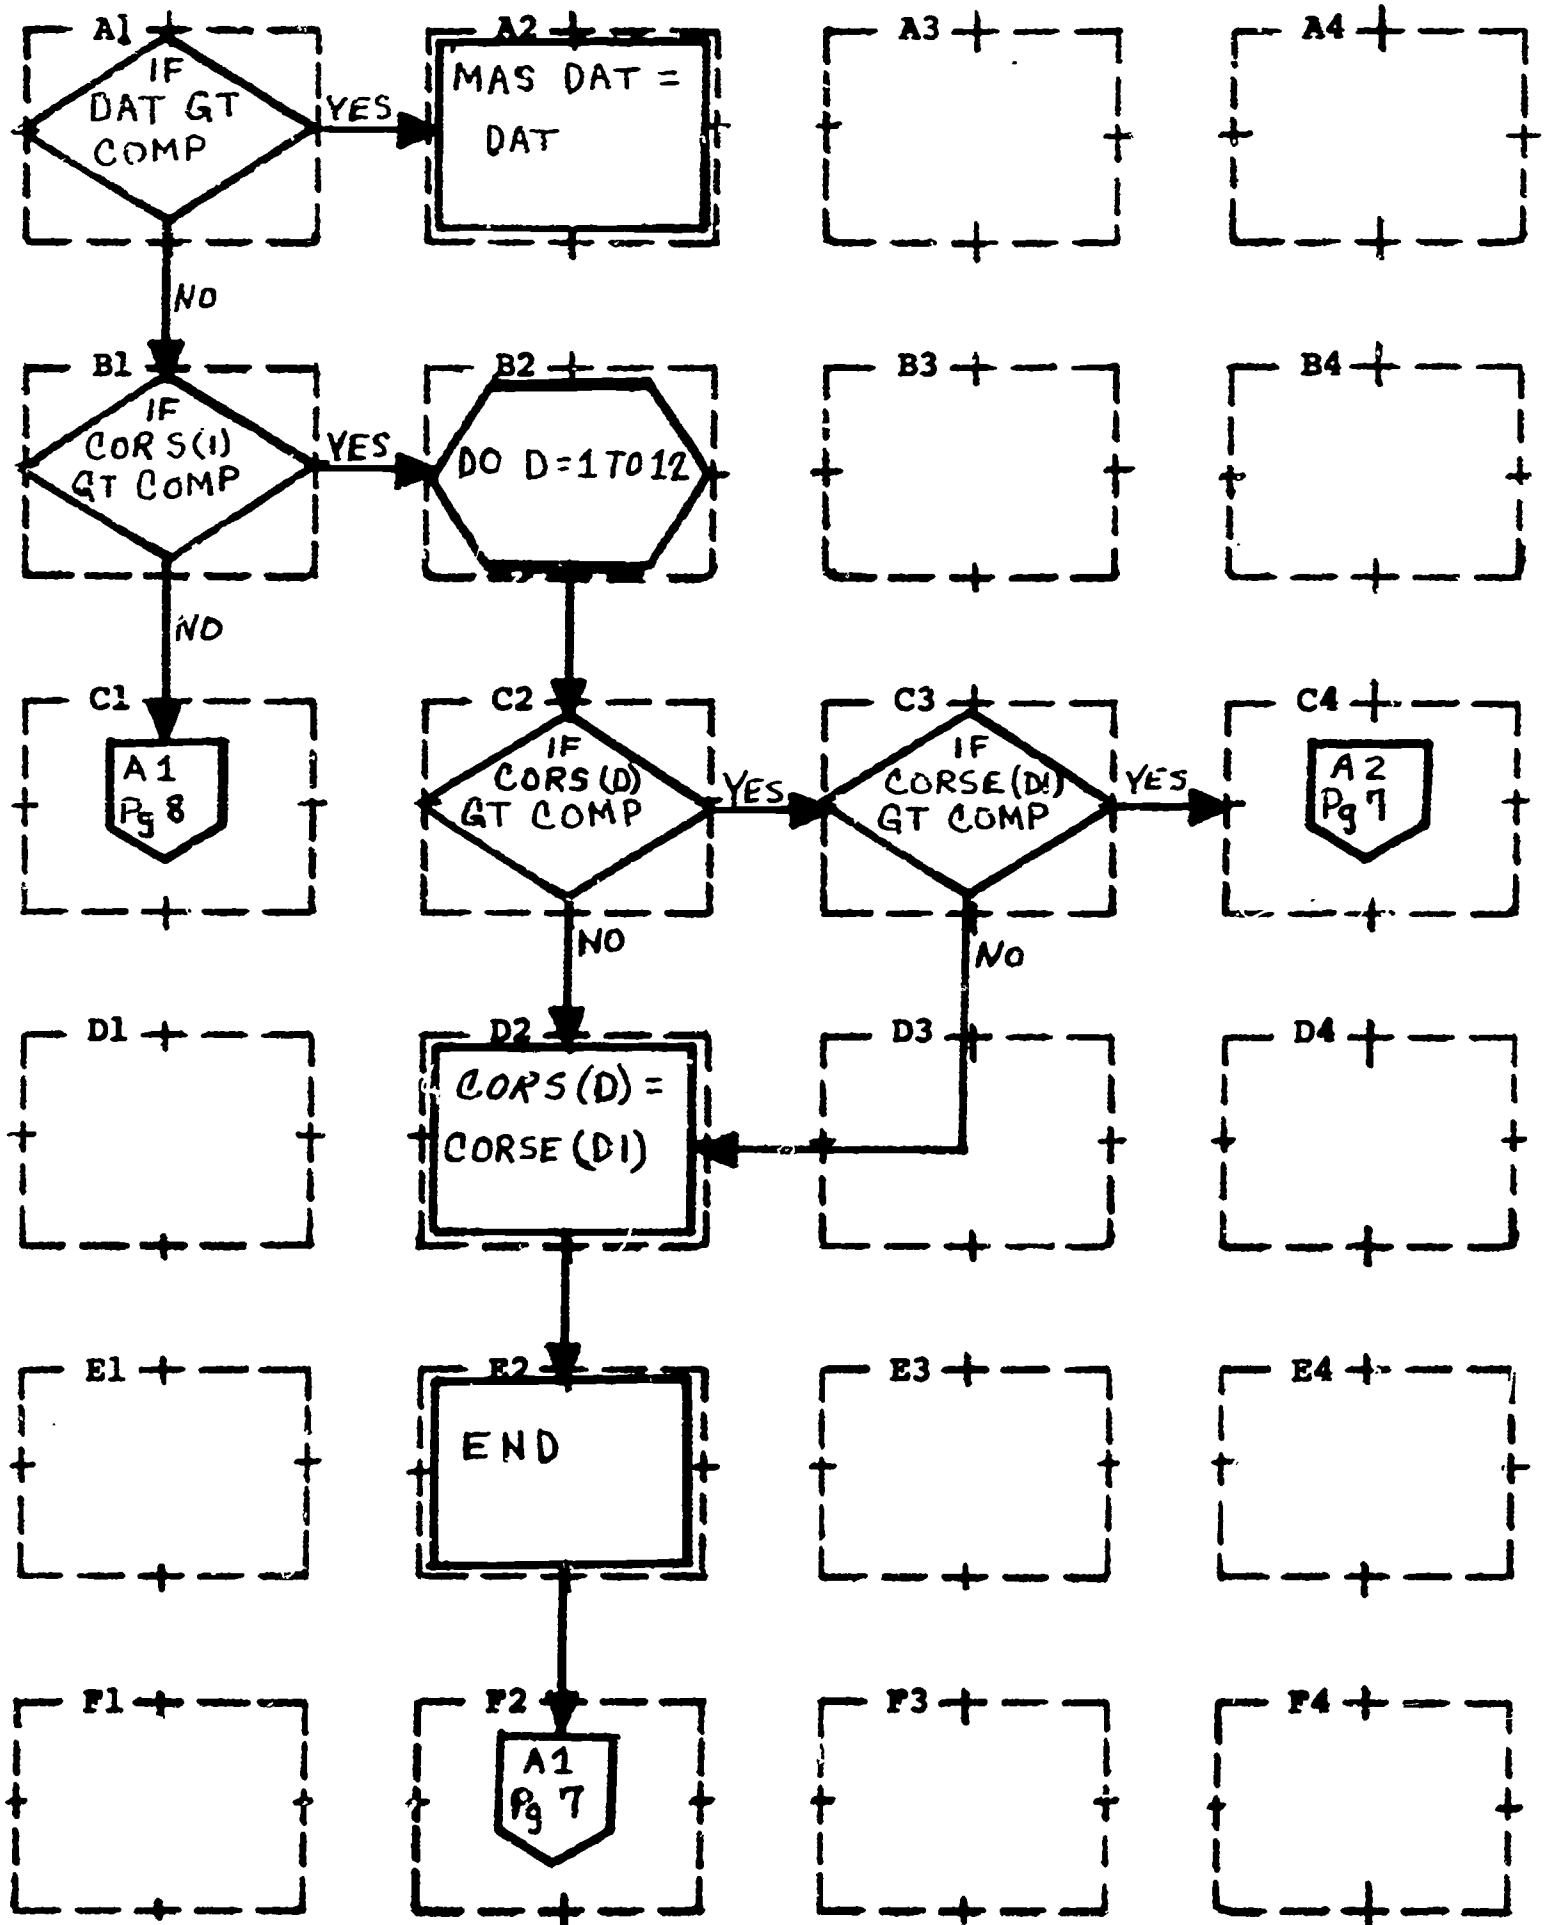 A1
IF
DAT GT
COMP
YES
A2
MAS DAT =
DAT
A3
A4
NO
B1
IF
CORS(1)
GT COMP
YES
B2
DO D=1 TO 12
B3
B4
NO
C1
A1
Pg 8
C2
IF
CORS(D)
GT COMP
YES
C3
IF
CORSE(D1)
GT COMP
YES
C4
A2
Pg 7
NO
NO
D1
D2
CORS(D) =
CORSE(D1)
D3
D4
E1
E2
END
E3
E4
F1
F2
A1
Pg 7
F3
F4